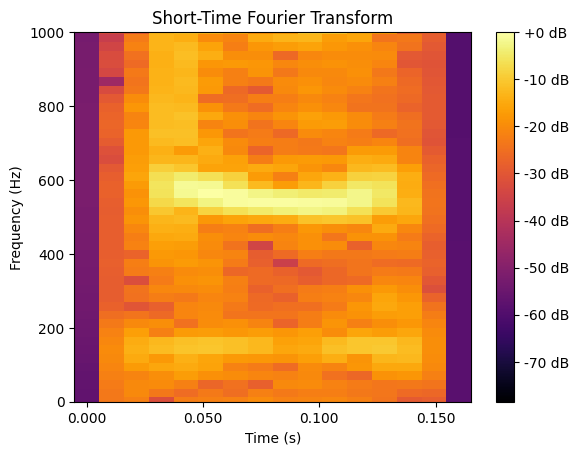 Short-Time Fourier Transform
1000
800
600
400
200
0
Frequency (Hz)
0.000
0.050
0.100
0.150
Time (s)
+0 dB
-10 dB
-20 dB
-30 dB
-40 dB
-50 dB
-60 dB
-70 dB